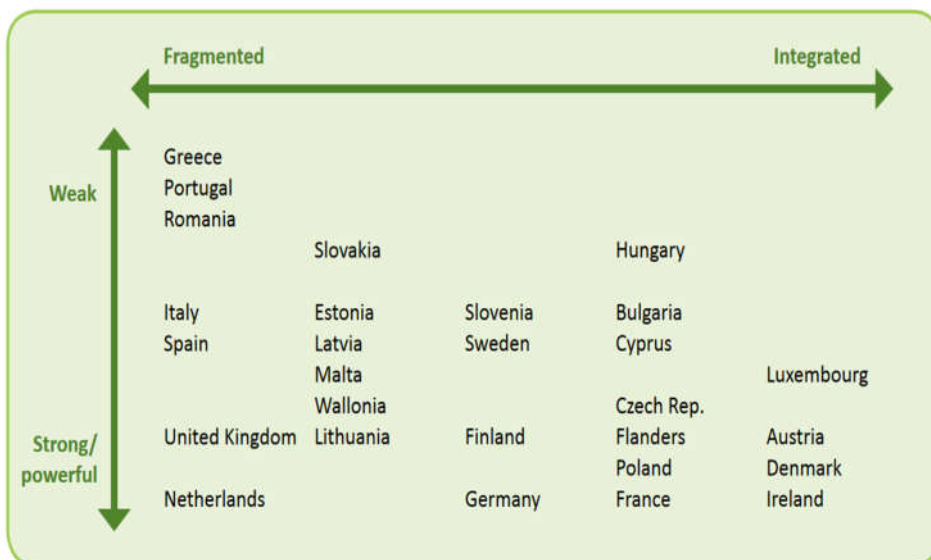 Fragmented Integrated
Weak
Greece
Portugal
Romania
Slovakia Hungary
Italy Estonia Slovenia Bulgaria
Spain Latvia Sweden Cyprus
Malta Luxembourg
Wallonia Czech Rep.
Strong/
powerful
United Kingdom Lithuania Finland Flanders Austria
Poland Denmark
Netherlands Germany France Ireland